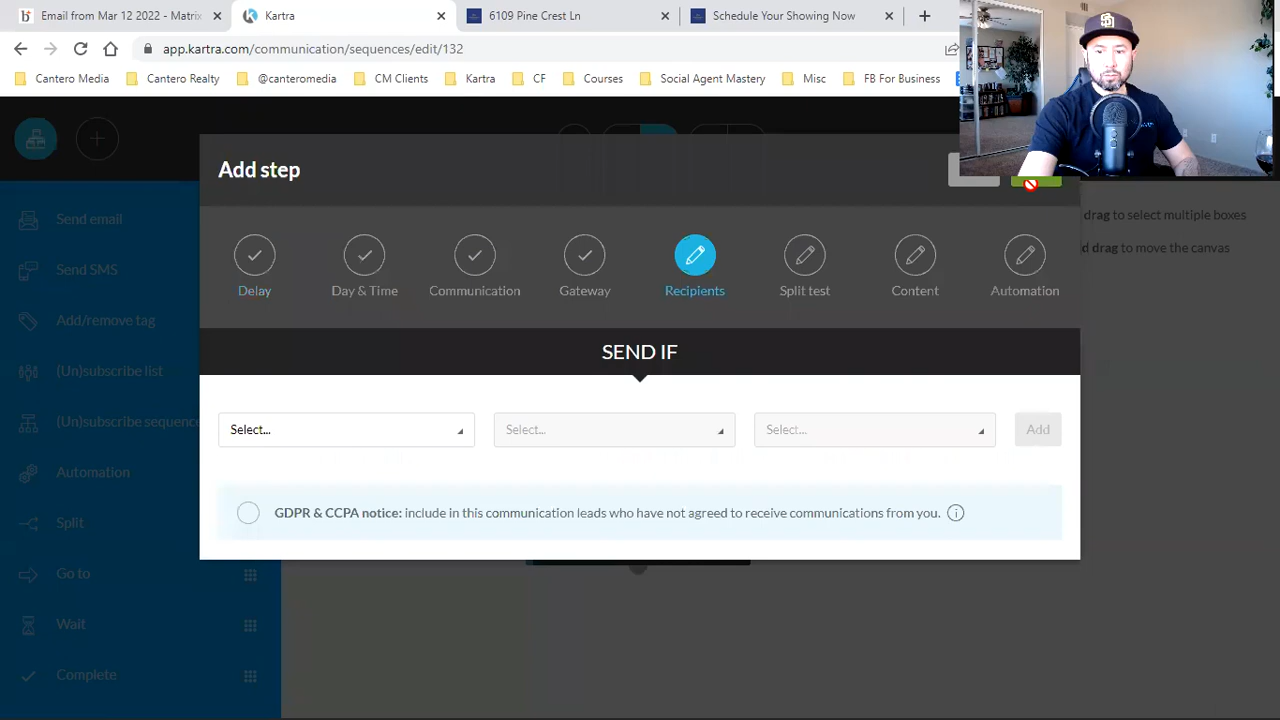 Email from Mar 12 2022 - Matrix
Kartra
6109 Pine Crest Ln
Schedule Your Showing Now
app.kartra.com/communication/sequences/edit/132
Cantero Media
Cantero Realty
@canteromedia
CM Clients
Kartra
CF
Courses
Social Agent Mastery
Misc
FB For Business
Add step
Send email
Send SMS
Add/remove tag
(Un)subscribe list
(Un)subscribe sequence
Automation
Split
Go to
Wait
Complete
drag to select multiple boxes
d drag to move the canvas
Delay
Day & Time
Communication
Gateway
Recipients
Split test
Content
Automation
SEND IF
Select...
Select...
Select...
Add
GDPR & CCPA notice: include in this communication leads who have not agreed to receive communications from you.